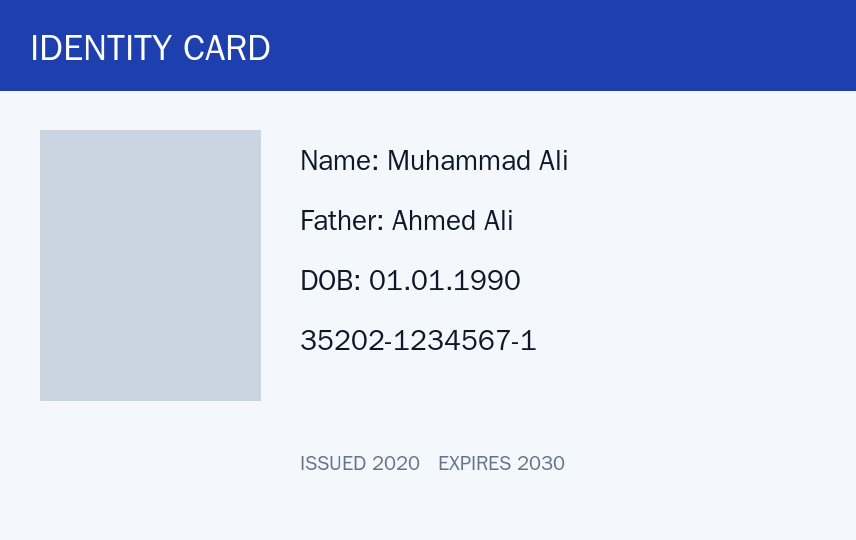 IDENTITY CARD
Name: Muhammad Ali
Father: Ahmed Ali
DOB: 01.01.1990
35202-1234567-1
ISSUED 2020 EXPIRES 2030